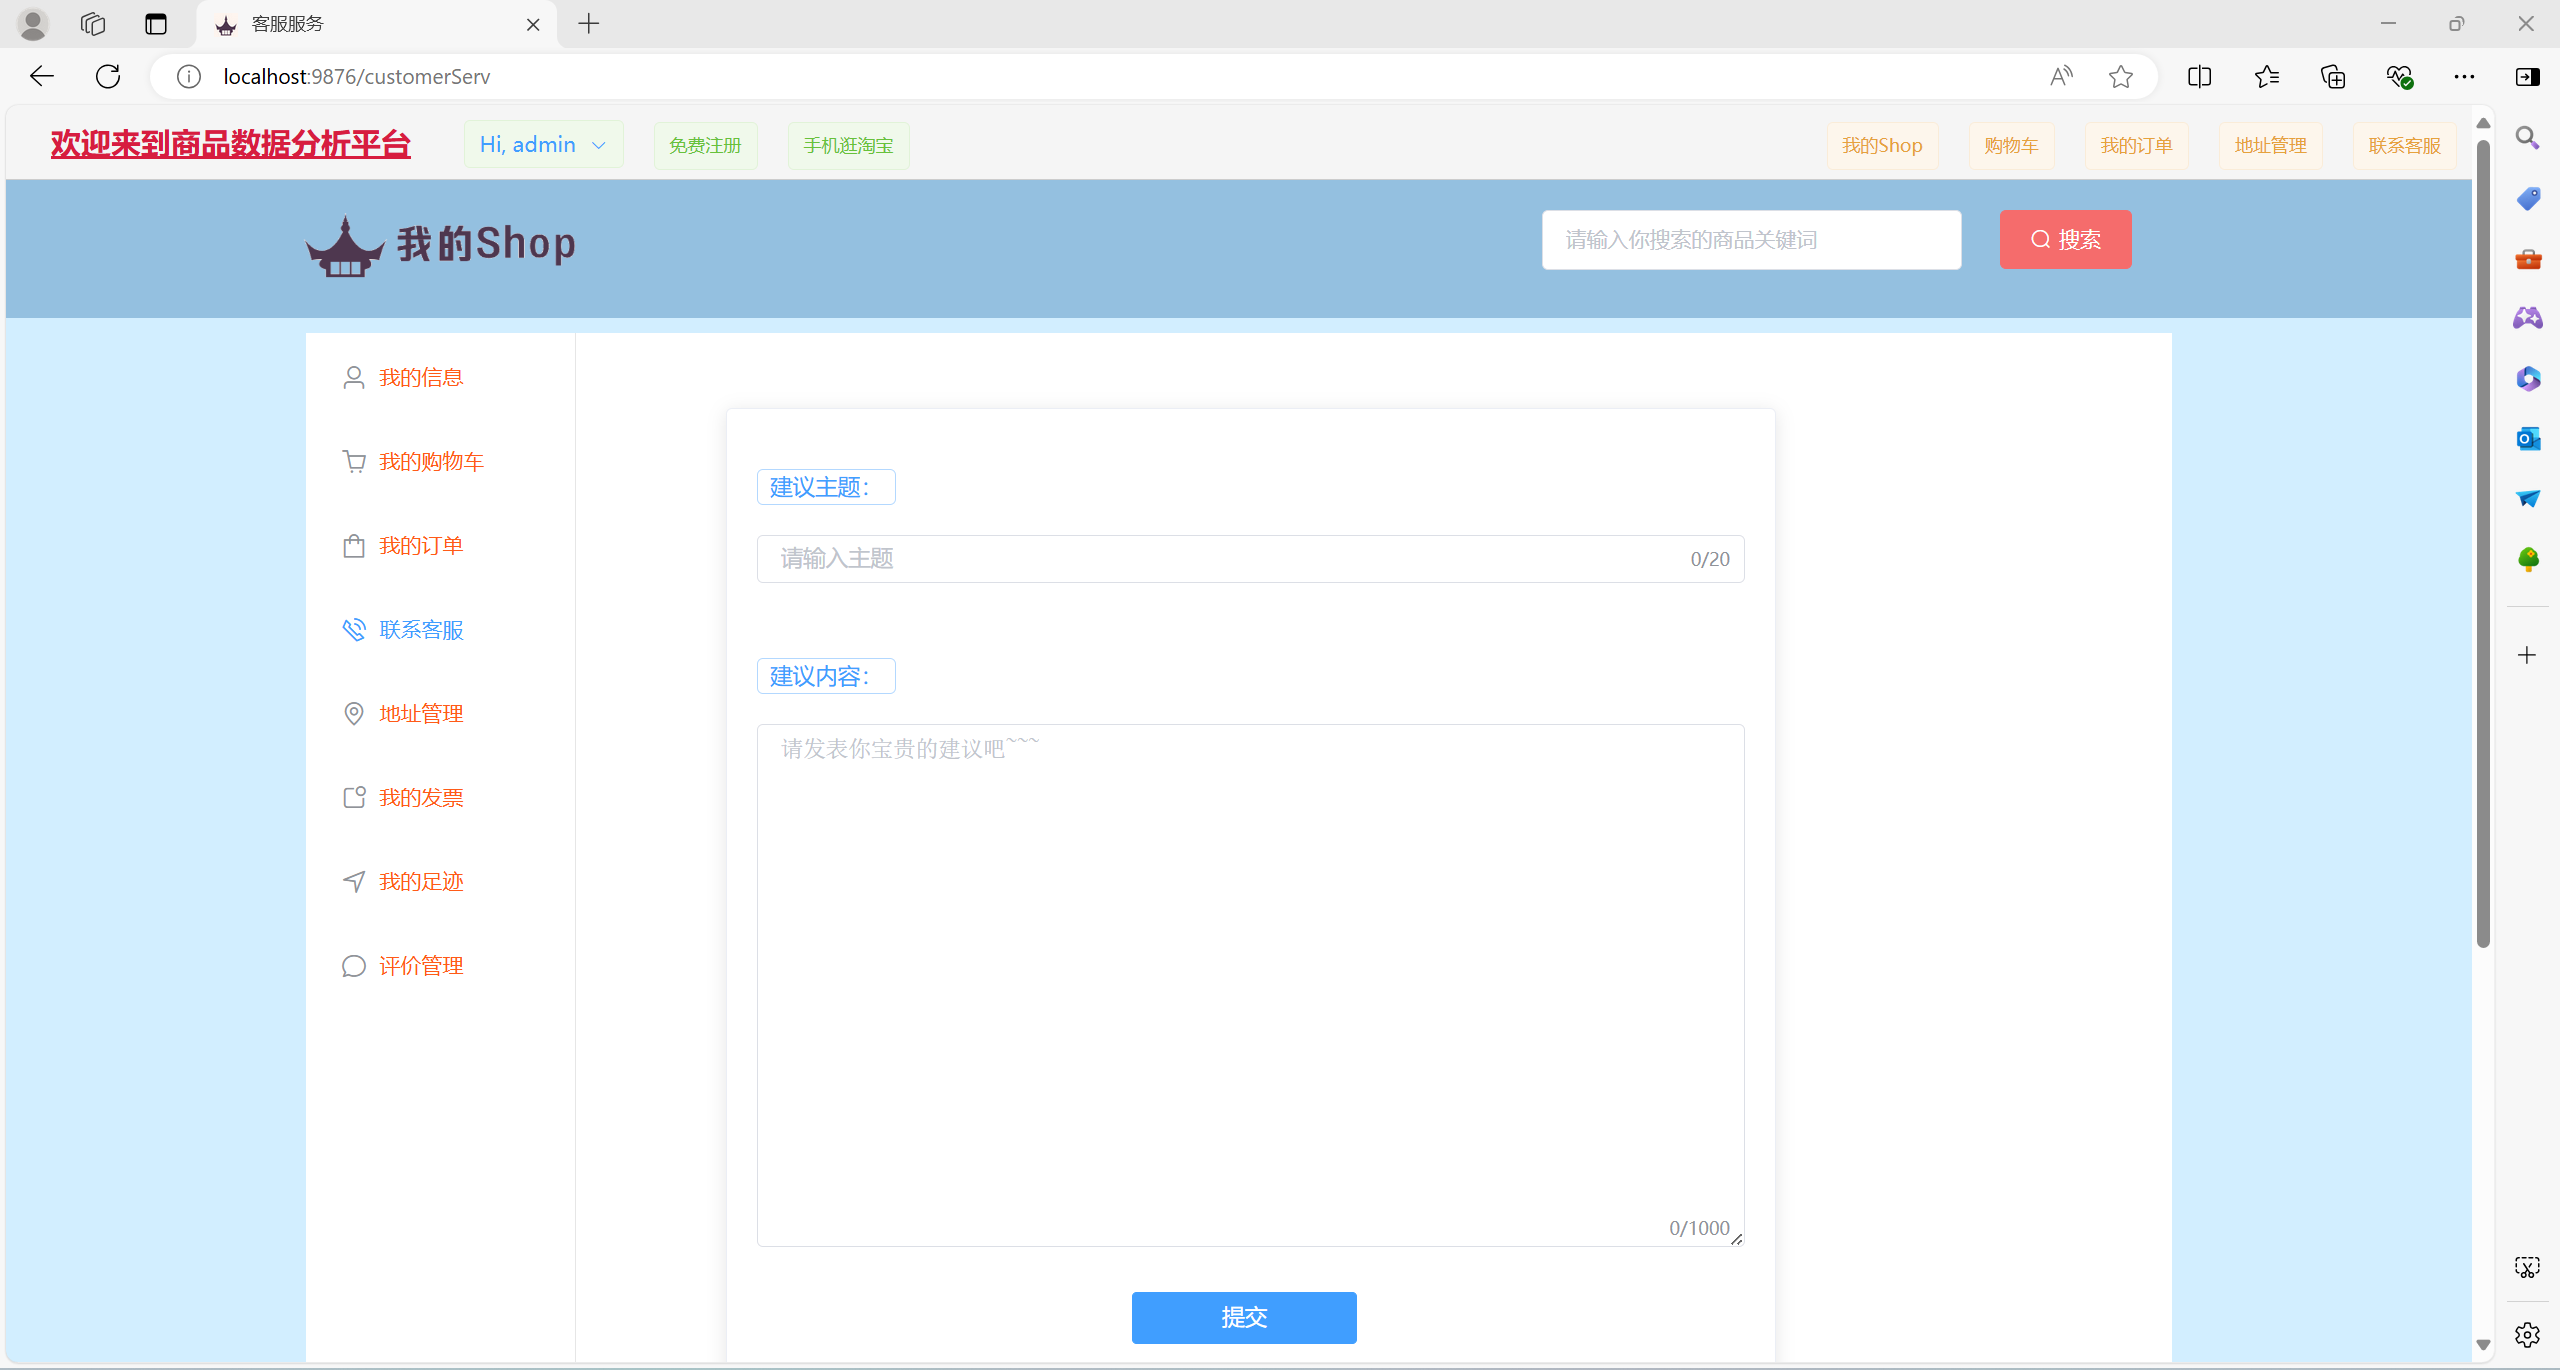 客服服务
localhost:9876/customerServ
欢迎来到商品数据分析平台 Hi, admin 免费注册 手机逛淘宝 我的Shop 购物车 我的订单 地址管理 联系客服
我的Shop 请输入你搜索的商品关键词 搜索
我的信息
我的购物车
我的订单
联系客服
地址管理
我的发票
我的足迹
评价管理
建议主题：
请输入主题 0/20
建议内容：
请发表你宝贵的建议吧~~~
0/1000
提交